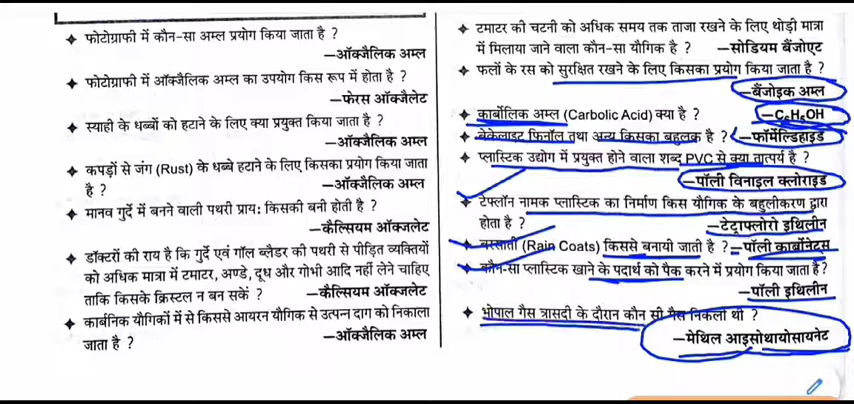 ✦ फोटोग्राफी में कौन-सा अम्ल प्रयोग किया जाता है ?
—ऑक्जैलिक अम्ल
✦ फोटोग्राफी में ऑक्जैलिक अम्ल का उपयोग किस रूप में होता है ?
—फेरस ऑक्जैलेट
✦ स्याही के धब्बों को हटाने के लिए क्या प्रयुक्त किया जाता है ?
—ऑक्जैलिक अम्ल
✦ कपड़ों से जंग (Rust) के धब्बे हटाने के लिए किसका प्रयोग किया जाता
है ?
—ऑक्जैलिक अम्ल
✦ मानव गुर्दे में बनने वाली पथरी प्राय: किसकी बनी होती है ?
—कैल्सियम ऑक्जलेट
✦ डॉक्टरों की राय है कि गुर्दे एवं गॉल ब्लैडर की पथरी से पीड़ित व्यक्तियों
को अधिक मात्रा में टमाटर, अण्डे, दूध और गोभी आदि नहीं लेने चाहिए
ताकि किसके क्रिस्टल न बन सकें ? —कैल्सियम ऑक्जलेट
✦ कार्बनिक यौगिकों में से किससे आयरन यौगिक से उत्पन्न दाग को निकाला
जाता है ? —ऑक्जैलिक अम्ल
✦ टमाटर की चटनी को अधिक समय तक ताजा रखने के लिए थोड़ी मात्रा
में मिलाया जाने वाला कौन-सा यौगिक है ? —सोडियम बैंजोएट
✦ फलों के रस को सुरक्षित रखने के लिए किसका प्रयोग किया जाता है ?
—बैंजोइक अम्ल
✦ कार्बोलिक अम्ल (Carbolic Acid) क्या है ? —C₆H₅OH
✦ बेकेलाइट फिनॉल तथा अन्य किसका बहुलक है ? —फॉर्मेल्डिहाइड
✦ प्लास्टिक उद्योग में प्रयुक्त होने वाला शब्द PVC से क्या तात्पर्य है ?
—पॉली विनाइल क्लोराइड
✦ टेफ्लॉन नामक प्लास्टिक का निर्माण किस यौगिक के बहुलीकरण द्वारा
होता है ? —टेट्राफ्लोरो इथिलीन
✦ बरसाती (Rain Coats) किससे बनायी जाती है ? —पॉली कार्बोनेट्स
✦ कौन-सा प्लास्टिक खाने के पदार्थ को पैक करने में प्रयोग किया जाता है?
—पॉली इथिलीन
✦ भोपाल गैस त्रासदी के दौरान कौन सी गैस निकली थी ?
—मेथिल आइसोथायोसायनेट